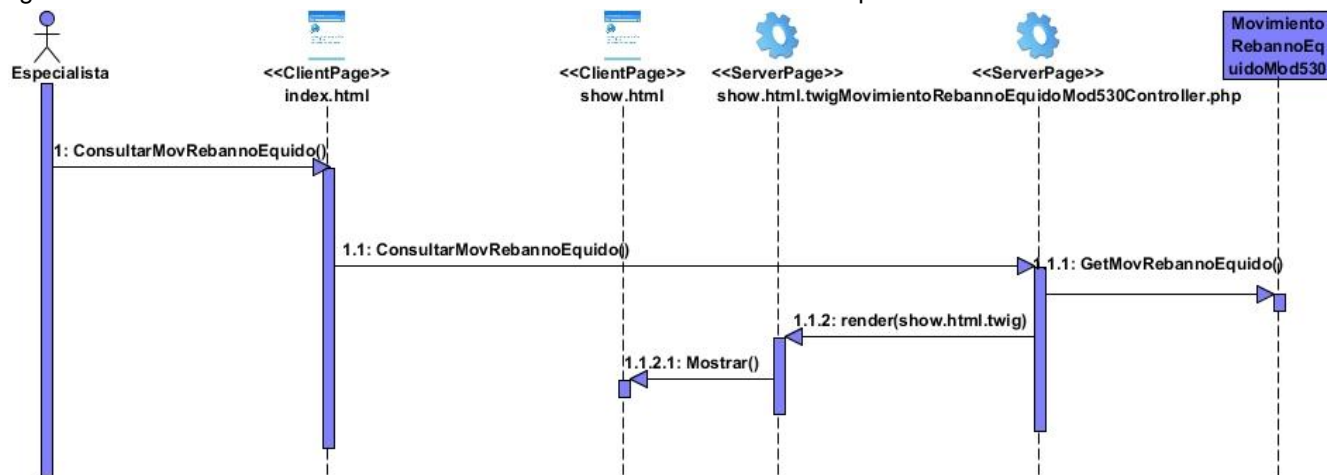 Movimiento
RebannoEq
uidoMod530
Especialista
<<ClientPage>>
index.html
<<ClientPage>>
show.html
<<ServerPage>>
show.html.twig
<<ServerPage>>
MovimientoRebannoEquidoMod530Controller.php
1: ConsultarMovRebannoEquido()
1.1: ConsultarMovRebannoEquido()
1.1.1: GetMovRebannoEquido()
1.1.2: render(show.html.twig)
1.1.2.1: Mostrar()